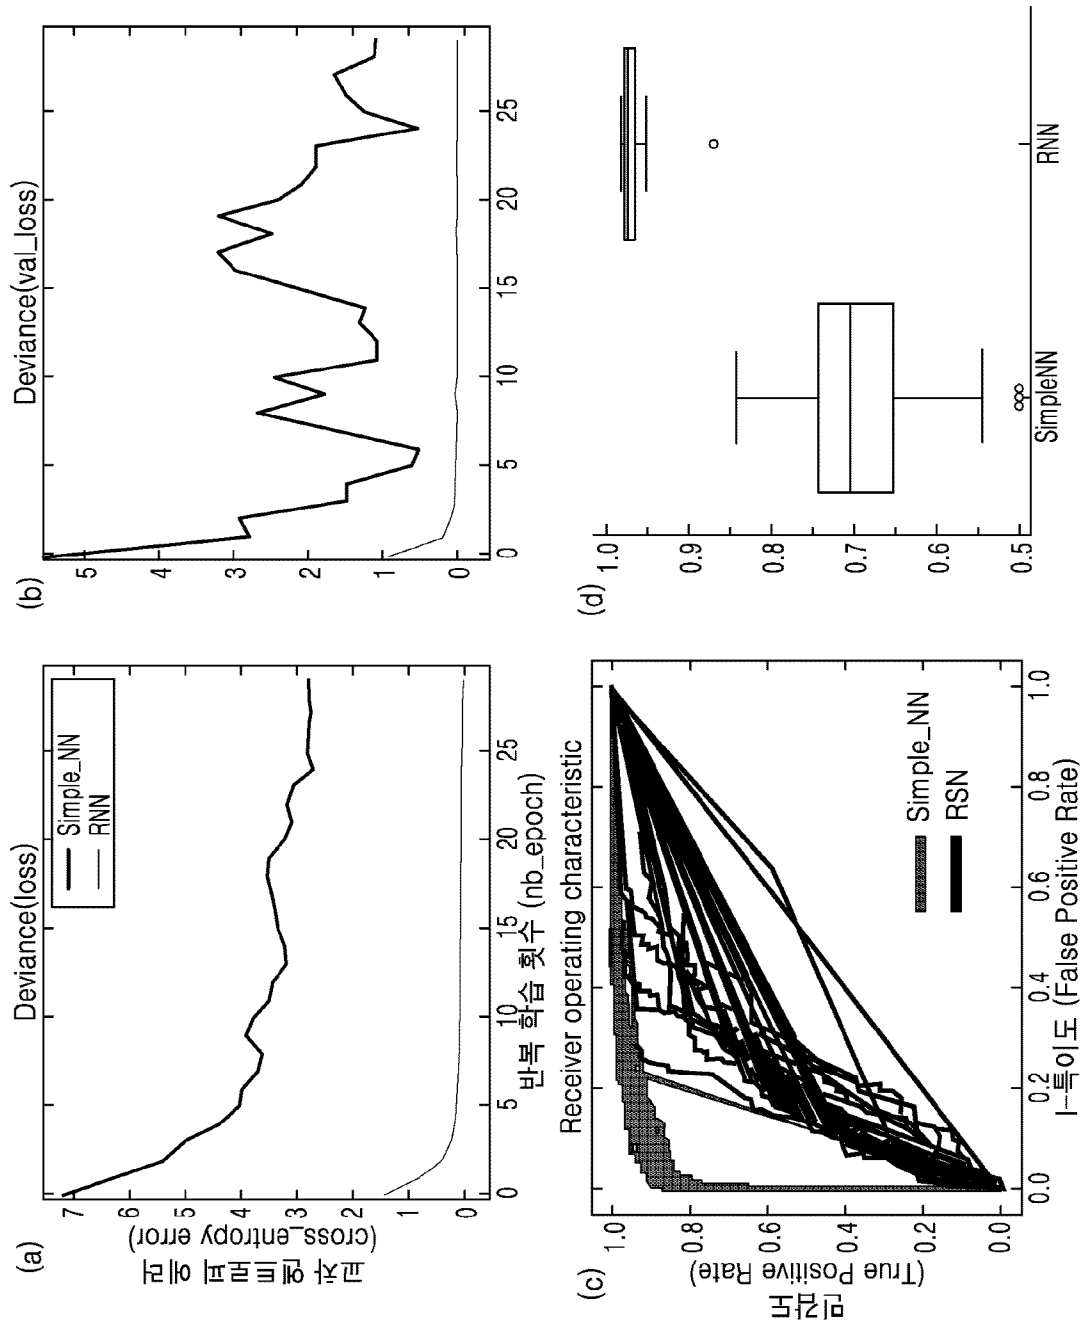 (a)
Deviance(loss)
Simple_NN
RNN
7
6
5
4
3
2
1
0
교차 엔트로피 에러
(cross_entropy error)
0
5
10
15
20
25
반복 학습 횟수 (nb_epoch)
(b)
Deviance(val_loss)
5
4
3
2
1
0
0
5
10
15
20
25
(c)
Receiver operating characteristic
1.0
0.8
0.6
0.4
0.2
0.0
민감도
(True Positive Rate)
Simple_NN
RSN
0.0
0.2
0.4
0.6
0.8
1.0
I-특이도 (False Positive Rate)
(d)
1.0
0.9
0.8
0.7
0.6
0.5
SimpleNN
RNN